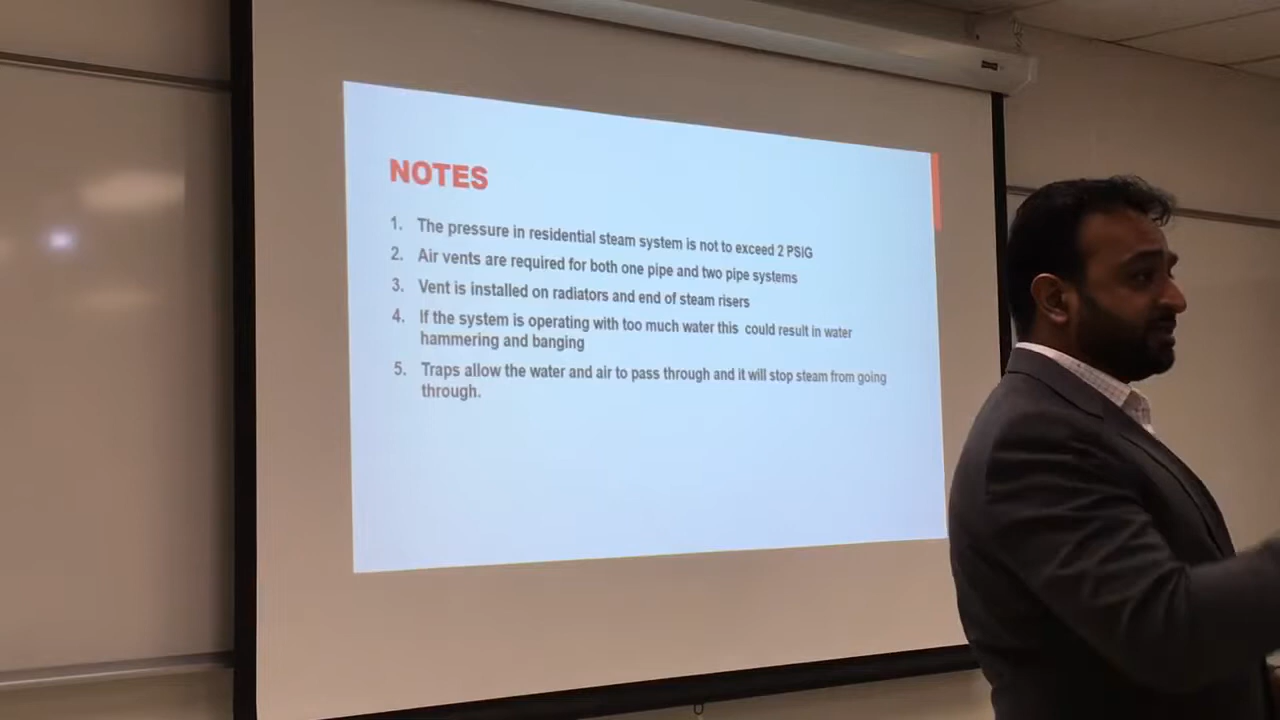 NOTES
1. The pressure in residential steam system is not to exceed 2 PSIG
2. Air vents are required for both one pipe and two pipe systems
3. Vent is installed on radiators and end of steam risers
4. If the system is operating with too much water this could result in water
hammering and banging
5. Traps allow the water and air to pass through and it will stop steam from going
through.